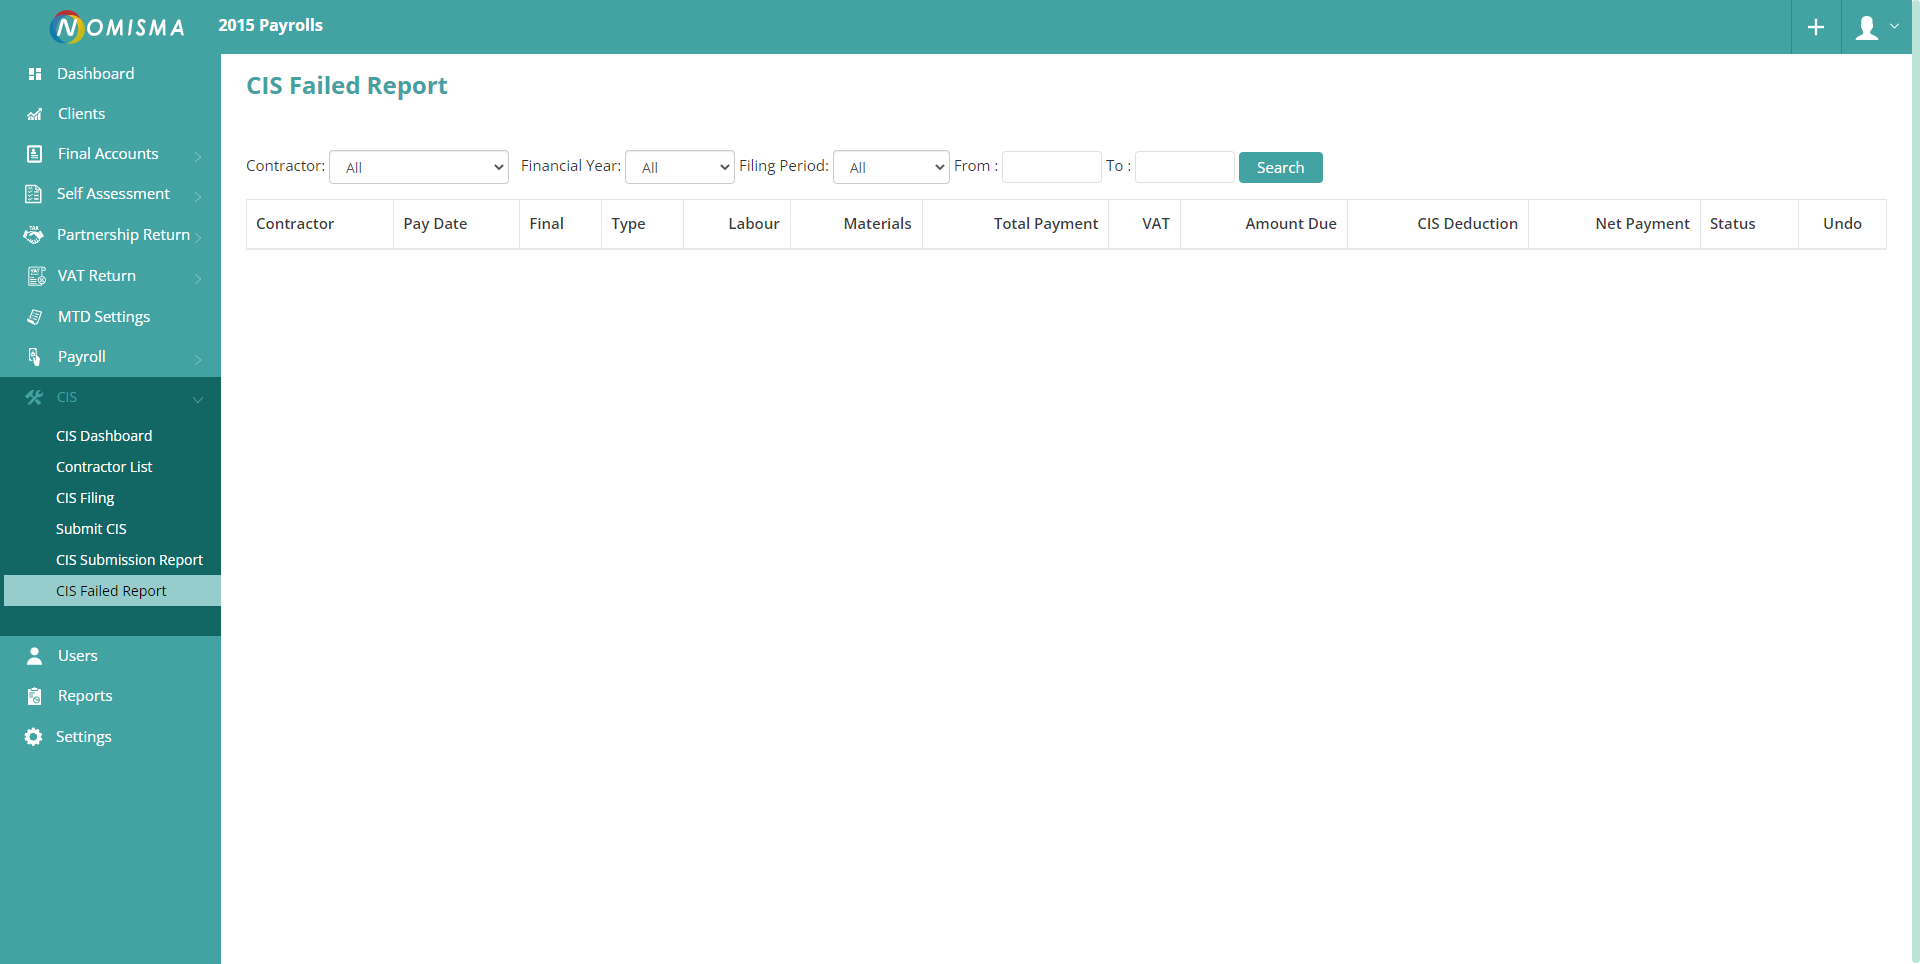 NOMISMA
2015 Payrolls
Dashboard
Clients
Final Accounts
Self Assessment
Partnership Return
VAT Return
MTD Settings
Payroll
CIS
CIS Dashboard
Contractor List
CIS Filing
Submit CIS
CIS Submission Report
CIS Failed Report
Users
Reports
Settings
CIS Failed Report
Contractor: All Financial Year: All Filing Period: All From : To : Search
Contractor Pay Date Final Type Labour Materials Total Payment VAT Amount Due CIS Deduction Net Payment Status Undo